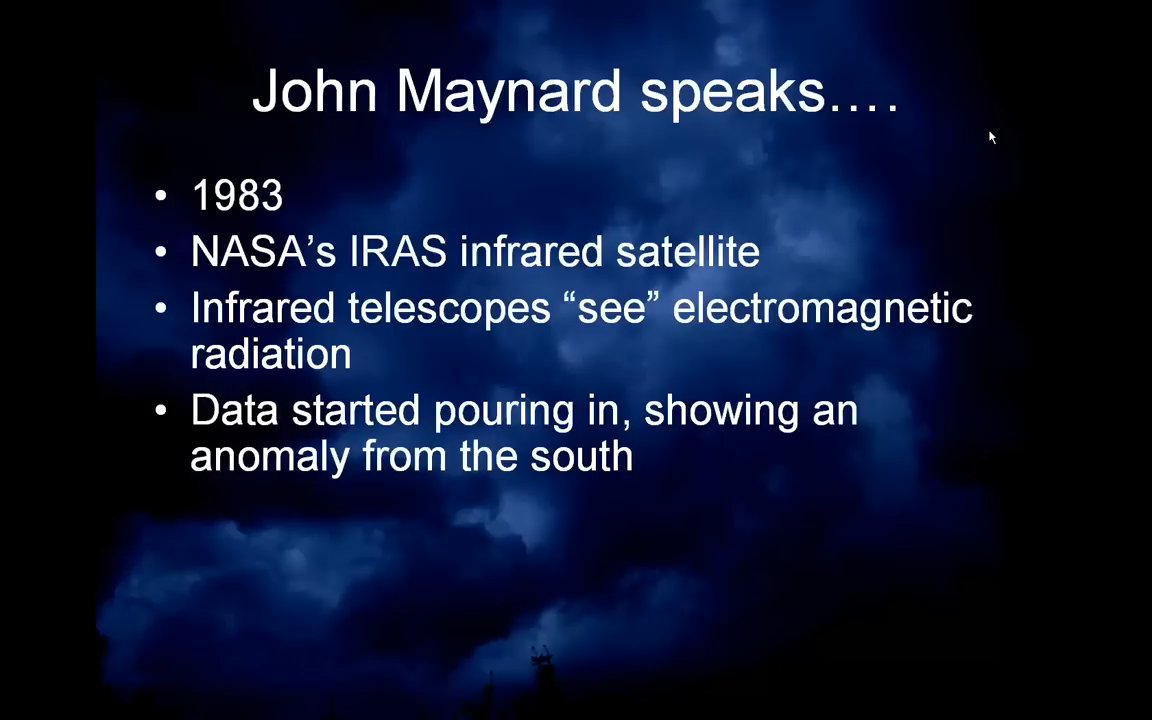 John Maynard speaks….
• 1983
• NASA’s IRAS infrared satellite
• Infrared telescopes “see” electromagnetic
radiation
• Data started pouring in, showing an
anomaly from the south